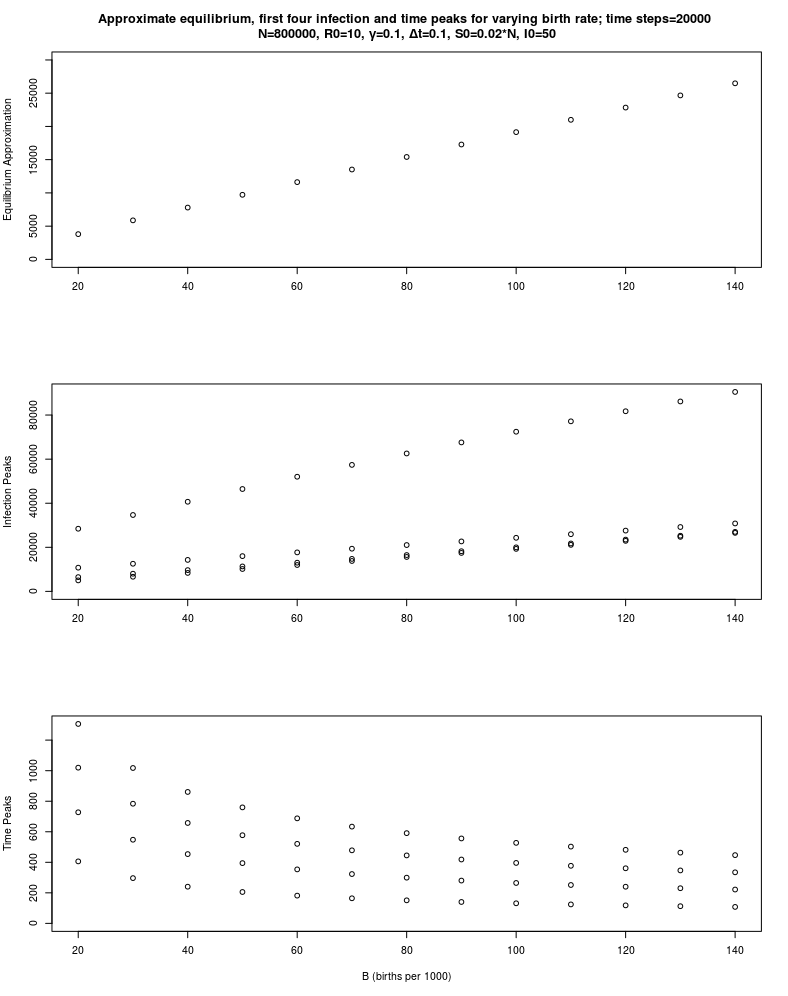 Approximate equilibrium, first four infection and time peaks for varying birth rate; time steps=20000
N=800000, R0=10, γ=0.1, Δt=0.1, S0=0.02*N, I0=50
Equilibrium Approximation
25000
15000
5000
0
20 40 60 80 100 120 140
Infection Peaks
80000
60000
40000
20000
0
20 40 60 80 100 120 140
Time Peaks
1000
800
600
400
200
0
20 40 60 80 100 120 140
B (births per 1000)